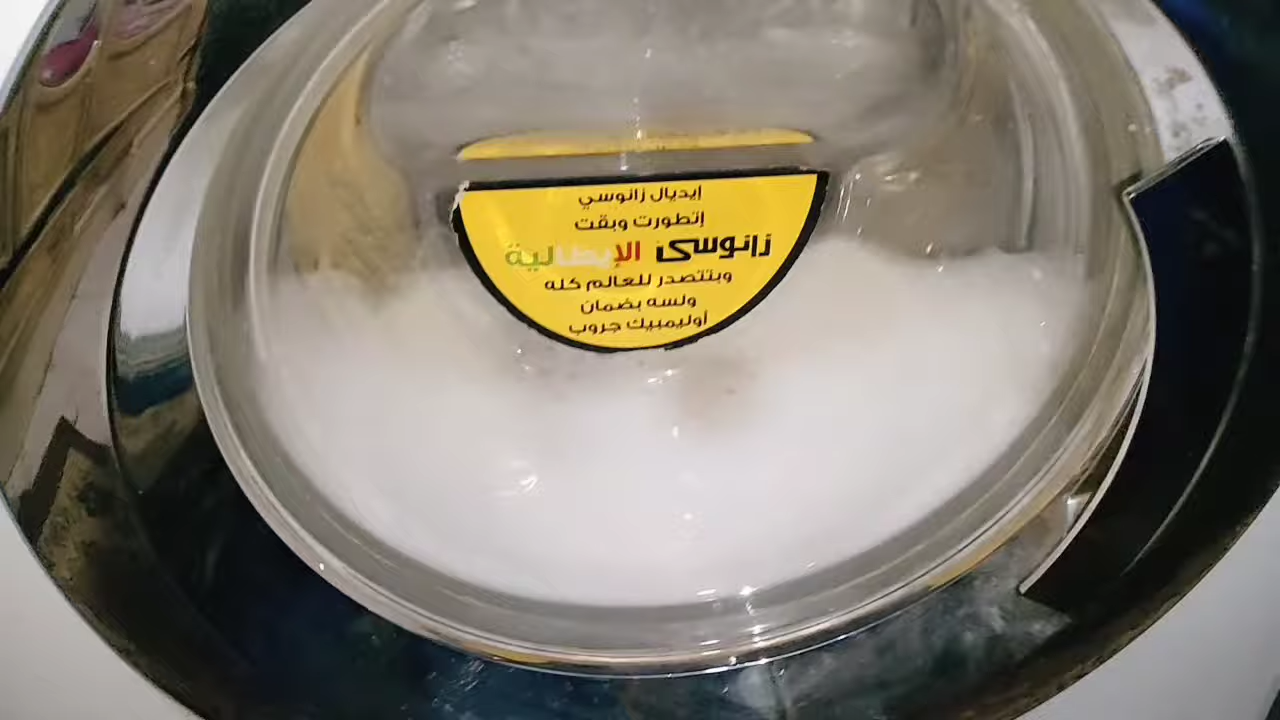 إيديال زانوسي
إتطورت وبقت
زانوسى الإيطالية
وبتتصدر للعالم كله
ولسه بضمان
أوليمبيك جروب